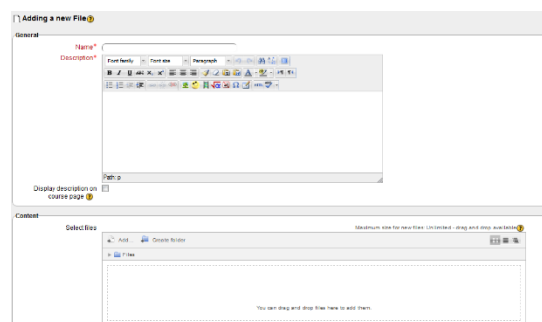 Adding a new File
General
Name*
Description*
Font family Font size Paragraph
Path: p
Display description on
course page
Content
Select files
Maximum size for new files: Unlimited - drag and drop available
Add... Create folder
Files
You can drag and drop files here to add them.